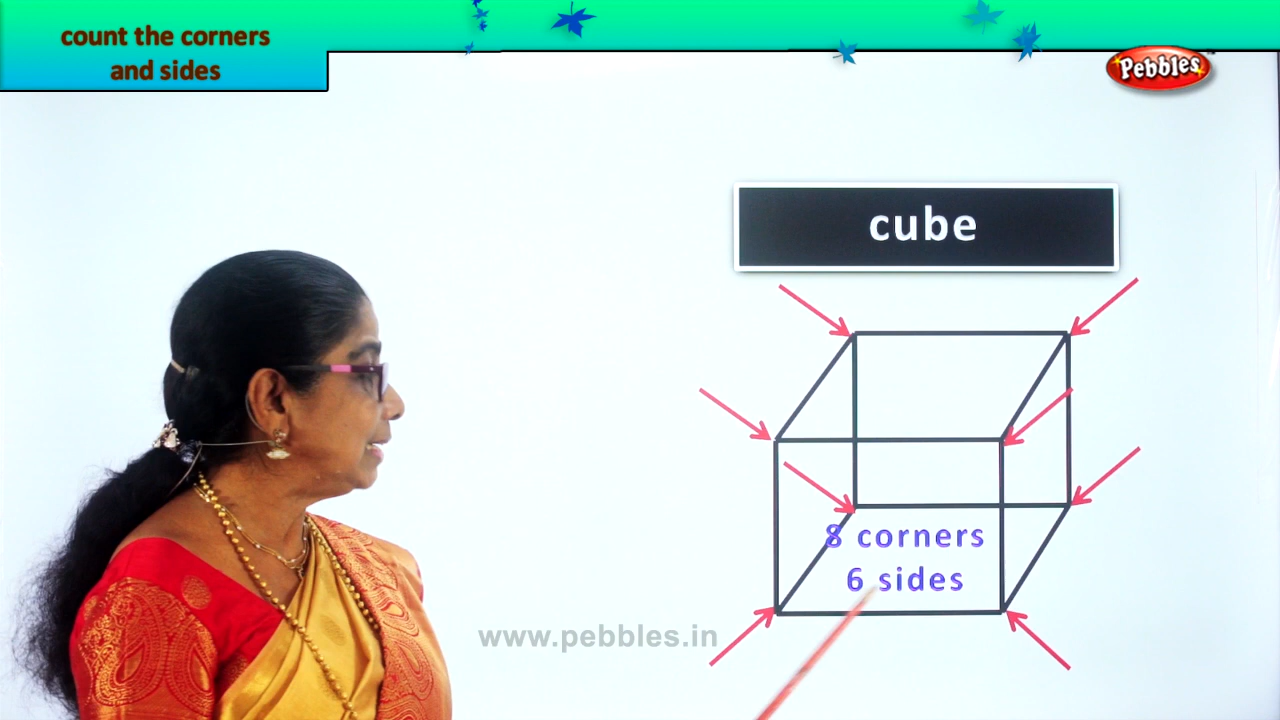 count the corners
and sides
Pebbles
cube
8 corners
6 sides
www.pebbles.in